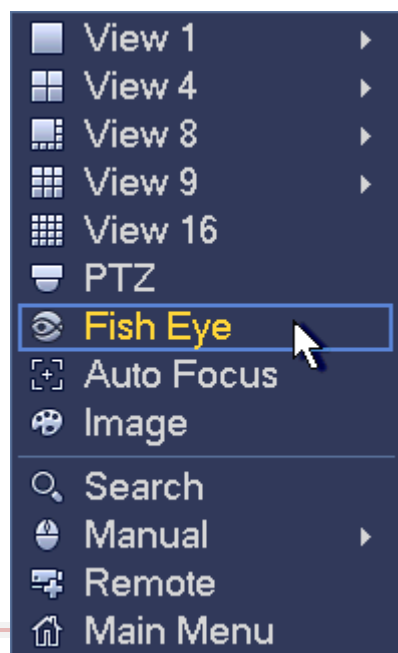 View 1
View 4
View 8
View 9
View 16
PTZ
Fish Eye
Auto Focus
Image
Search
Manual
Remote
Main Menu